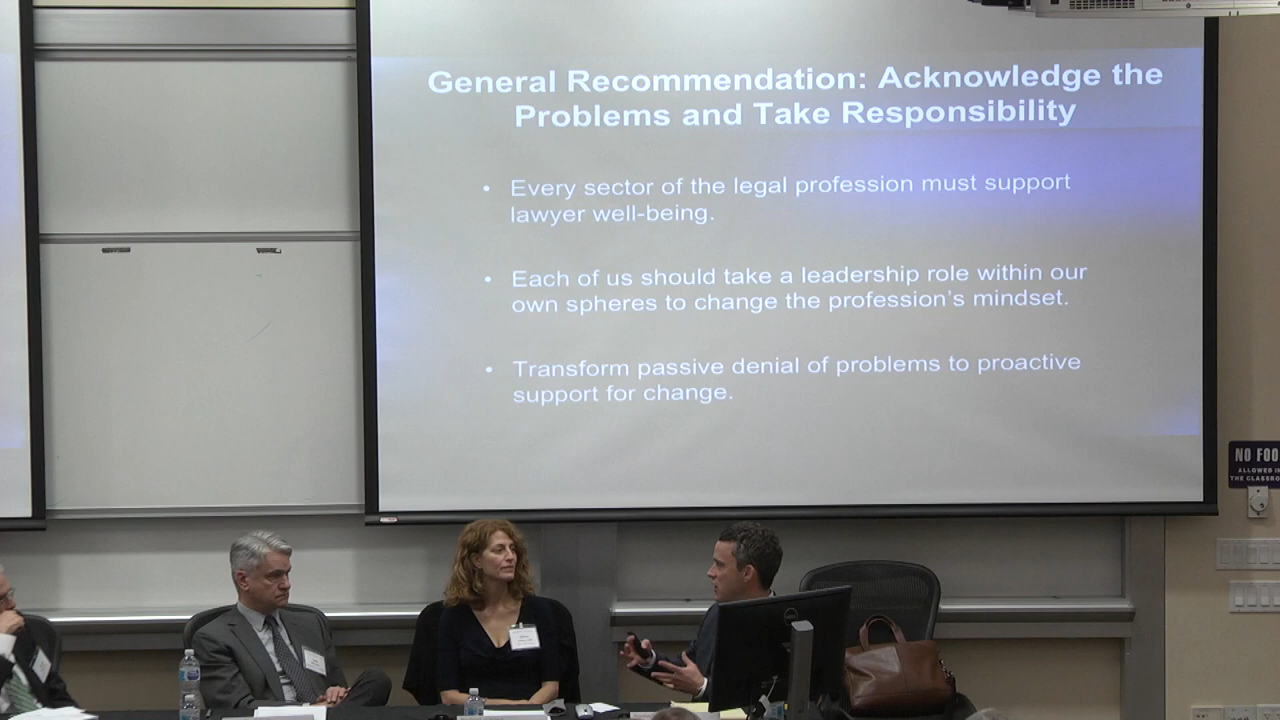 General Recommendation: Acknowledge the
Problems and Take Responsibility
• Every sector of the legal profession must support
lawyer well-being.
• Each of us should take a leadership role within our
own spheres to change the profession's mindset.
• Transform passive denial of problems to proactive
support for change.
NO FOO
ALLOWED I
THE CLASSRO
DELL